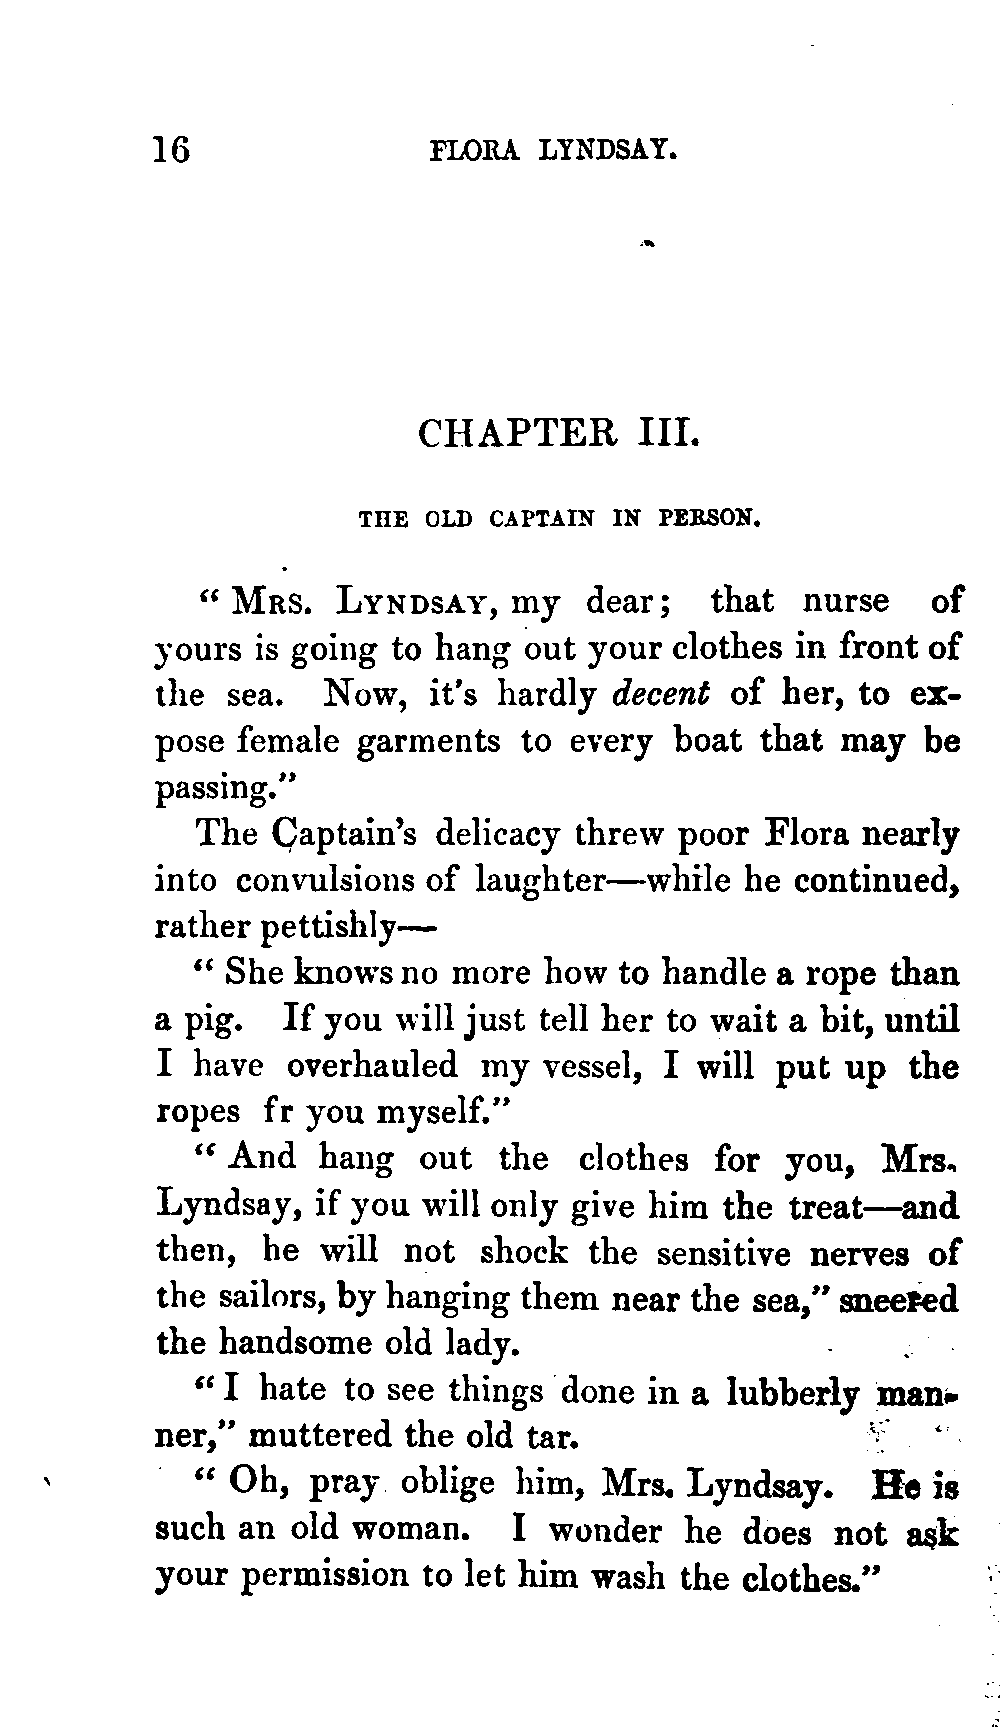 16 FLORA LYNDSAY.
CHAPTER III.
THE OLD CAPTAIN IN PERSON.
“ MRS. LYNDSAY, my dear; that nurse of
yours is going to hang out your clothes in front of
the sea. Now, it's hardly decent of her, to ex-
pose female garments to every boat that may be
passing.”
The Captain's delicacy threw poor Flora nearly
into convulsions of laughter—while he continued,
rather pettishly—
“ She knows no more how to handle a rope than
a pig. If you will just tell her to wait a bit, until
I have overhauled my vessel, I will put up the
ropes fr you myself.”
“ And hang out the clothes for you, Mrs.
Lyndsay, if you will only give him the treat—and
then, he will not shock the sensitive nerves of
the sailors, by hanging them near the sea,” sneered
the handsome old lady.
“ I hate to see things done in a lubberly man-
ner,” muttered the old tar.
“ Oh, pray oblige him, Mrs. Lyndsay. He is
such an old woman. I wonder he does not ask
your permission to let him wash the clothes.”